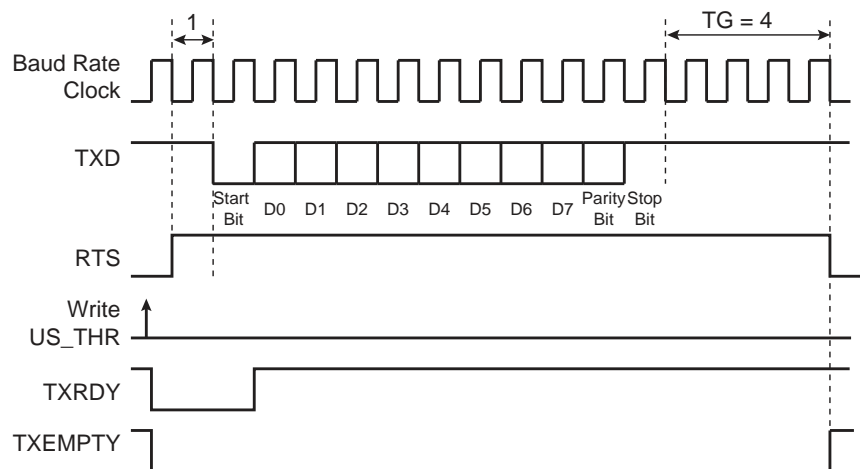 1
TG = 4
Baud Rate
Clock
TXD
Start
Bit
D0
D1
D2
D3
D4
D5
D6
D7
Parity
Bit
Stop
Bit
RTS
Write
US_THR
TXRDY
TXEMPTY